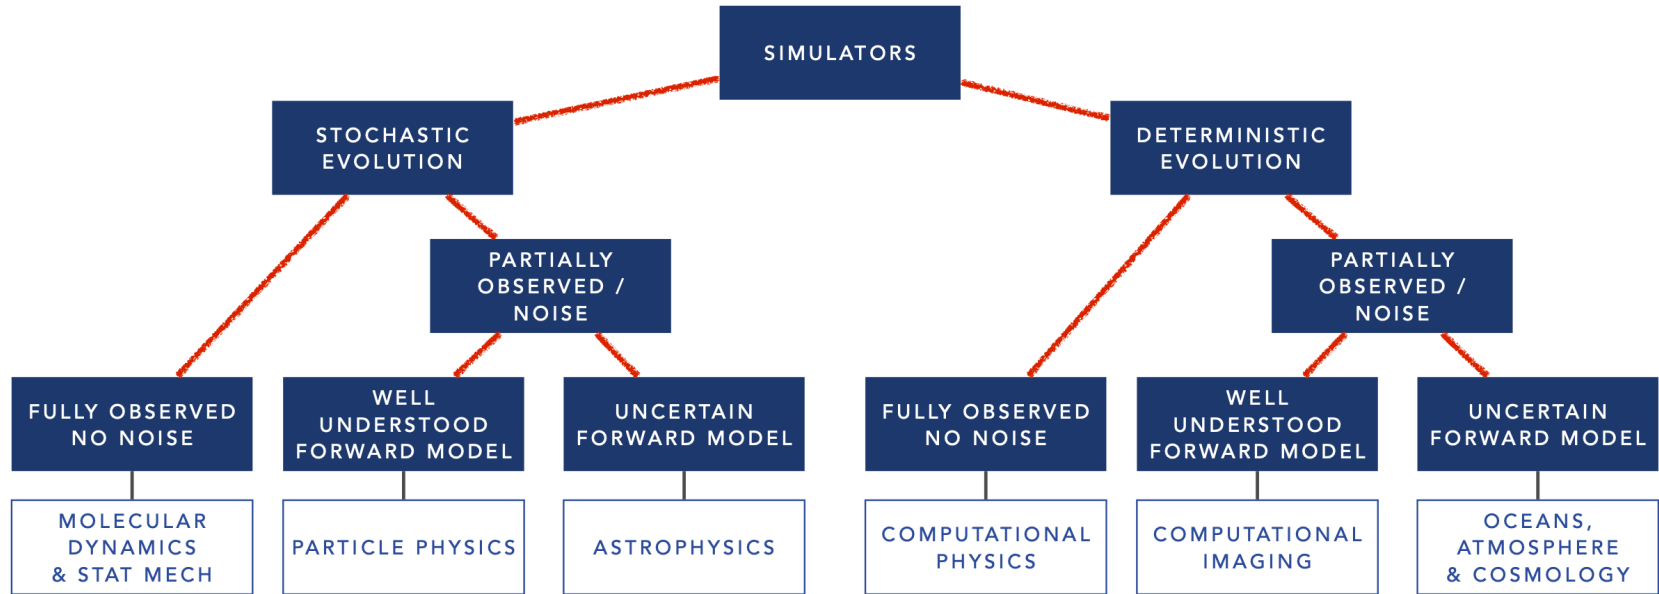 SIMULATORS
STOCHASTIC
EVOLUTION
DETERMINISTIC
EVOLUTION
PARTIALLY
OBSERVED /
NOISE
PARTIALLY
OBSERVED /
NOISE
FULLY OBSERVED
NO NOISE
WELL
UNDERSTOOD
FORWARD MODEL
UNCERTAIN
FORWARD MODEL
FULLY OBSERVED
NO NOISE
WELL
UNDERSTOOD
FORWARD MODEL
UNCERTAIN
FORWARD MODEL
MOLECULAR
DYNAMICS
& STAT MECH
PARTICLE PHYSICS
ASTROPHYSICS
COMPUTATIONAL
PHYSICS
COMPUTATIONAL
IMAGING
OCEANS,
ATMOSPHERE
& COSMOLOGY